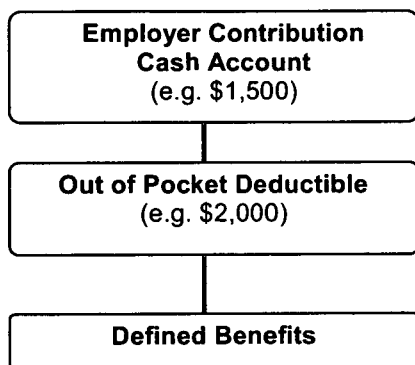 Employer Contribution
Cash Account
(e.g. $1,500)
Out of Pocket Deductible
(e.g. $2,000)
Defined Benefits